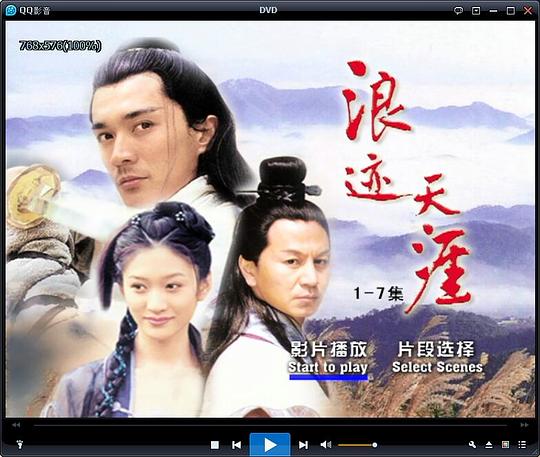 QQ影音
DVD
768x576(100%)
浪迹天涯
1-7集
影片播放 片段选择
Start to play Select Scenes